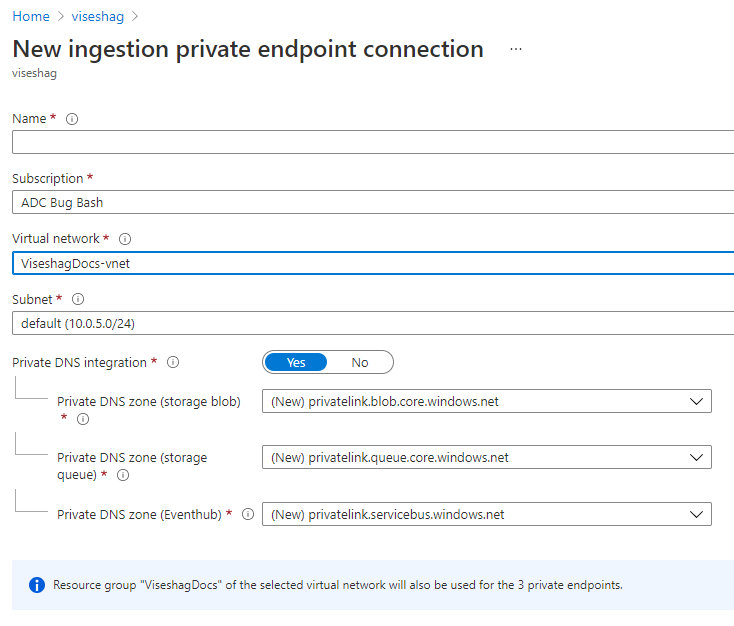 Home > viseshag >
New ingestion private endpoint connection ...
viseshag
Name *
Subscription *
ADC Bug Bash
Virtual network *
ViseshagDocs-vnet
Subnet *
default (10.0.5.0/24)
Private DNS integration * Yes No
Private DNS zone (storage blob) (New) privatelink.blob.core.windows.net
*
Private DNS zone (storage (New) privatelink.queue.core.windows.net
queue) *
Private DNS zone (Eventhub) * (New) privatelink.servicebus.windows.net
Resource group "ViseshagDocs" of the selected virtual network will also be used for the 3 private endpoints.